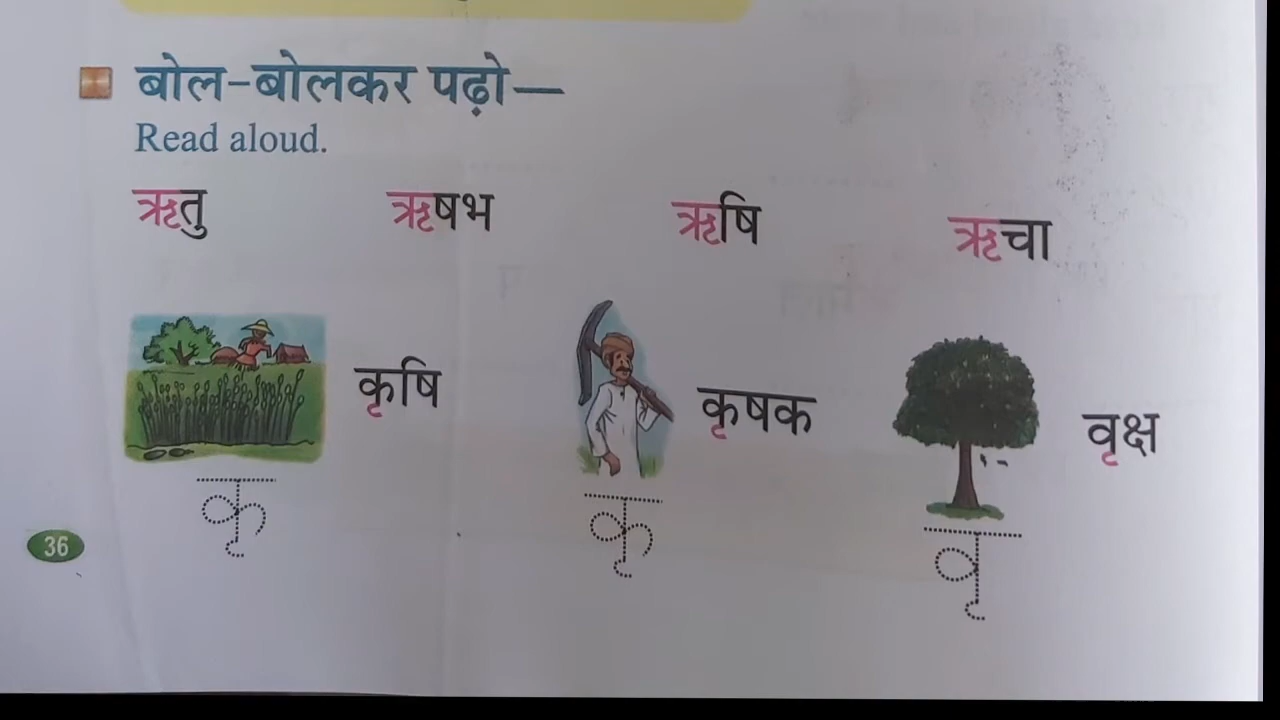 बोल-बोलकर पढ़ो—
Read aloud.
ऋतु ऋषभ ऋषि ऋचा
कृषि कृषक वृक्ष
कृ कृ वृ
36